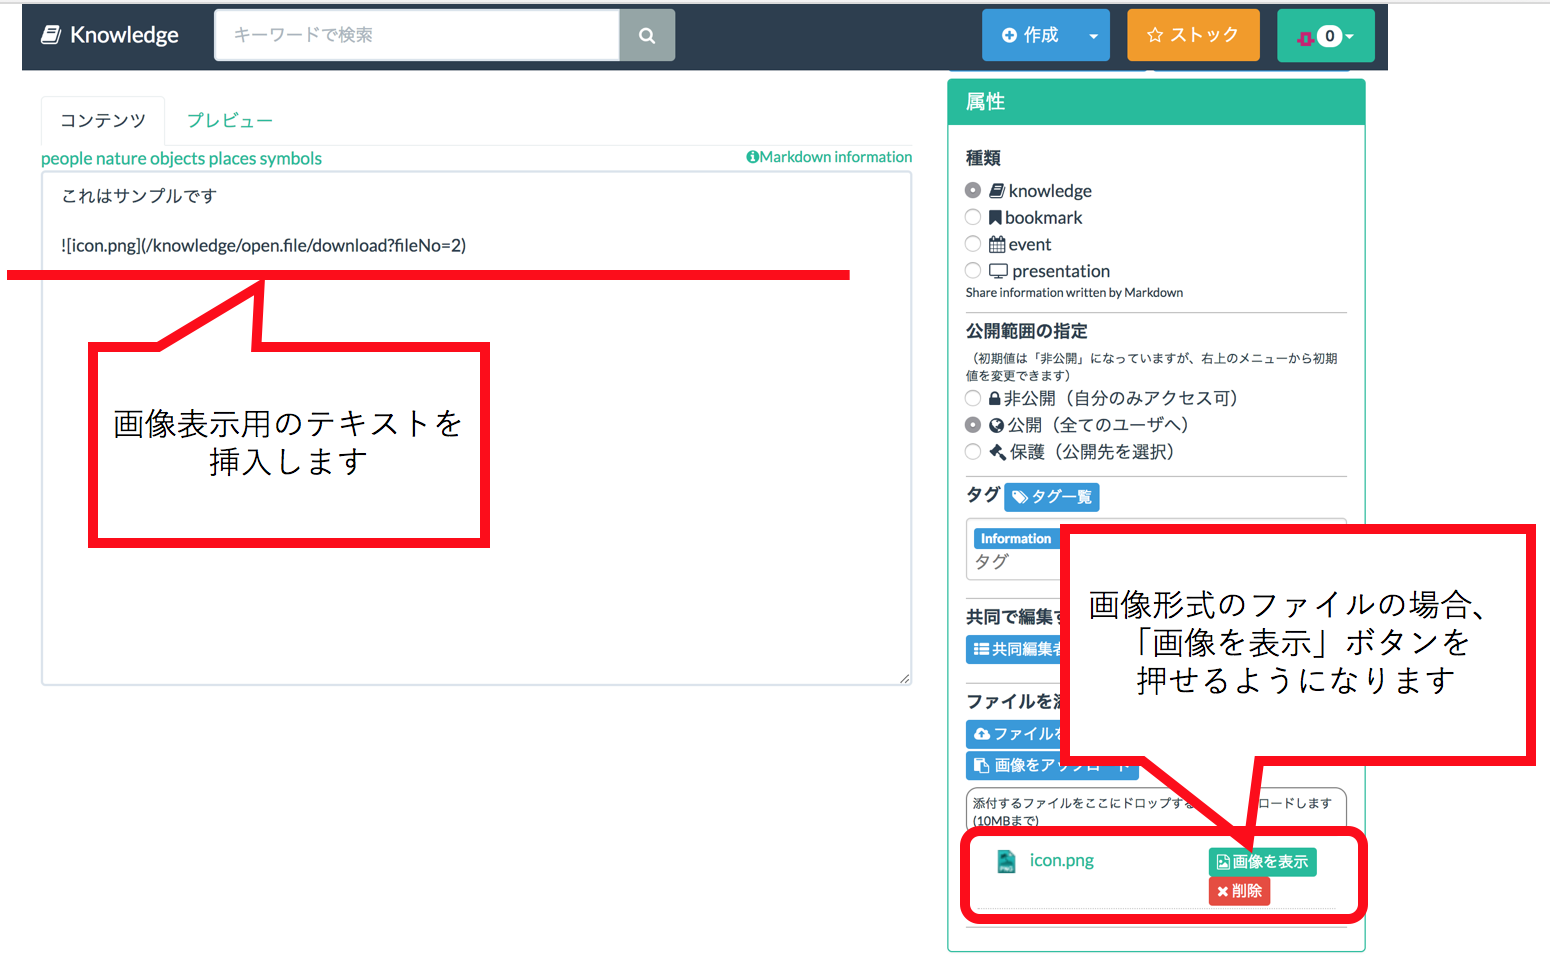 Knowledge
キーワードで検索
作成
ストック
0
コンテンツ
プレビュー
people nature objects places symbols
Markdown information
これはサンプルです
![icon.png](/knowledge/open.file/download?fileNo=2)
画像表示用のテキストを
挿入します
属性
種類
knowledge
bookmark
event
presentation
Share information written by Markdown
公開範囲の指定
（初期値は「非公開」になっていますが、右上のメニューから初期
値を変更できます）
非公開（自分のみアクセス可）
公開（全てのユーザへ）
保護（公開先を選択）
タグ
タグ一覧
Information
タグ
共同で編集
共同編集
画像形式のファイルの場合、
「画像を表示」ボタンを
押せるようになります
ファイルを
ファイルを
画像をア
添付するファイルをここにドロップする
ロードします
(10MBまで)
icon.png
画像を表示
削除